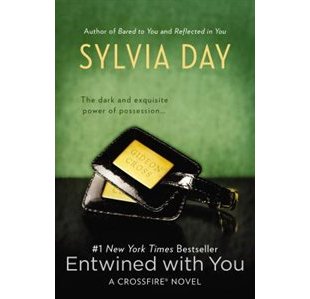 Author of Bared to You and Reflected in You
SYLVIA DAY
The dark and exquisite
power of possession...
GIDEON
CROSS
#1 New York Times Bestseller
Entwined with You
A CROSSFIRE® NOVEL